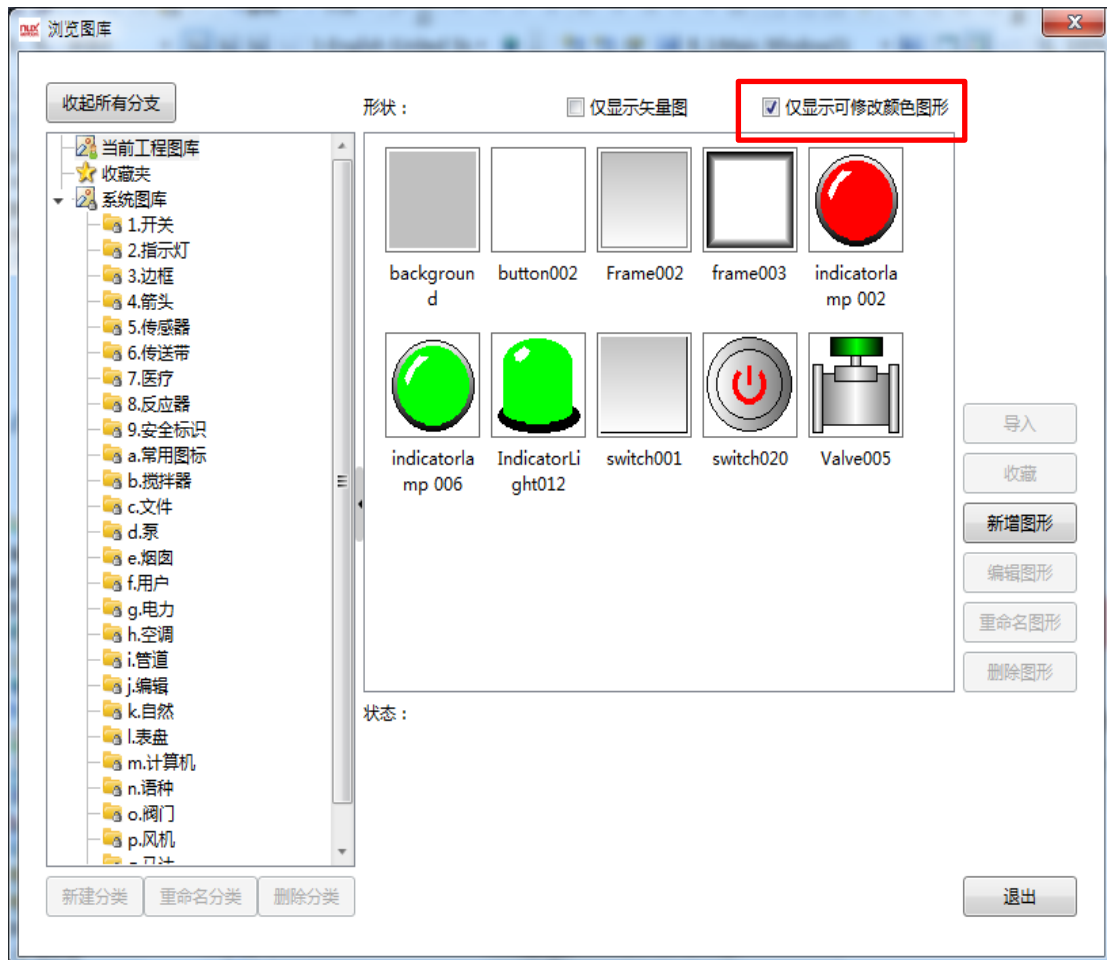 浏览图库
收起所有分支
形状：
仅显示矢量图
仅显示可修改颜色图形
当前工程图库
收藏夹
系统图库
1.开关
2.指示灯
3.边框
4.箭头
5.传感器
6.传送带
7.医疗
8.反应器
9.安全标识
a.常用图标
b.搅拌器
c.文件
d.泵
e.烟囱
f.用户
g.电力
h.空调
i.管道
j.编辑
k.自然
l.表盘
m.计算机
n.语种
o.阀门
p.风机
backgroun
d
button002
Frame002
frame003
indicatorla
mp 002
indicatorla
mp 006
IndicatorLi
ght012
switch001
switch020
Valve005
导入
收藏
新增图形
编辑图形
重命名图形
删除图形
状态：
新建分类
重命名分类
删除分类
退出